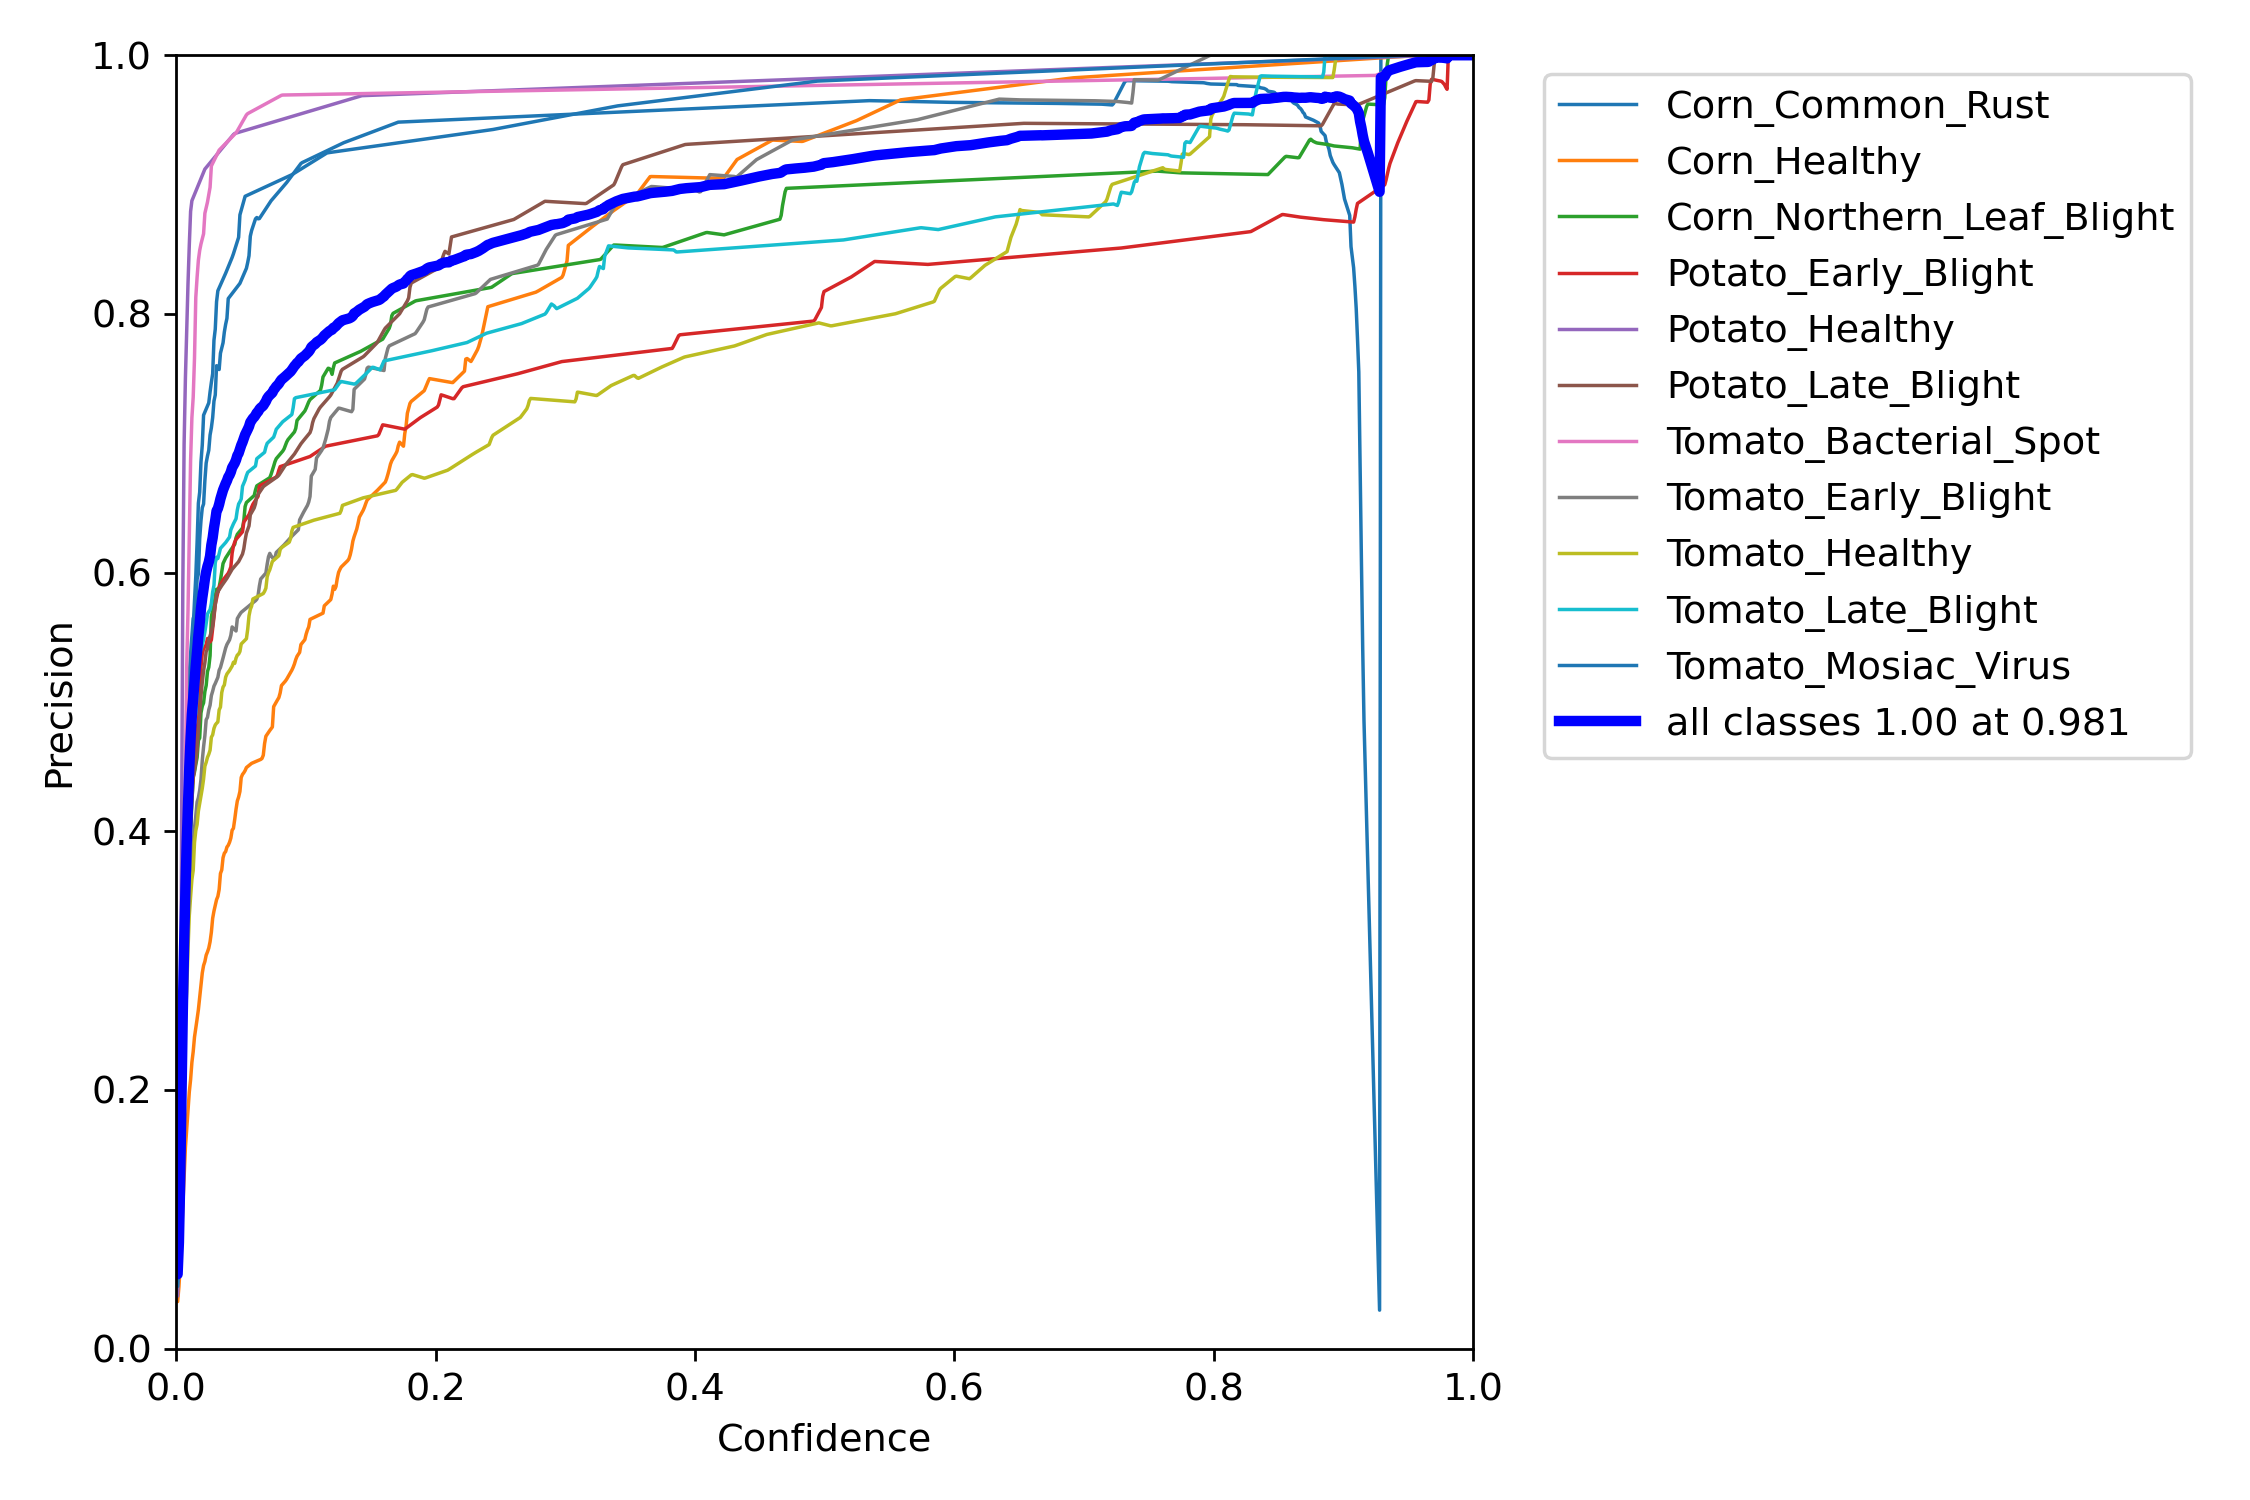 1.0
0.8
0.6
0.4
0.2
0.0
Precision
0.0 0.2 0.4 0.6 0.8 1.0
Confidence
Corn_Common_Rust
Corn_Healthy
Corn_Northern_Leaf_Blight
Potato_Early_Blight
Potato_Healthy
Potato_Late_Blight
Tomato_Bacterial_Spot
Tomato_Early_Blight
Tomato_Healthy
Tomato_Late_Blight
Tomato_Mosiac_Virus
all classes 1.00 at 0.981